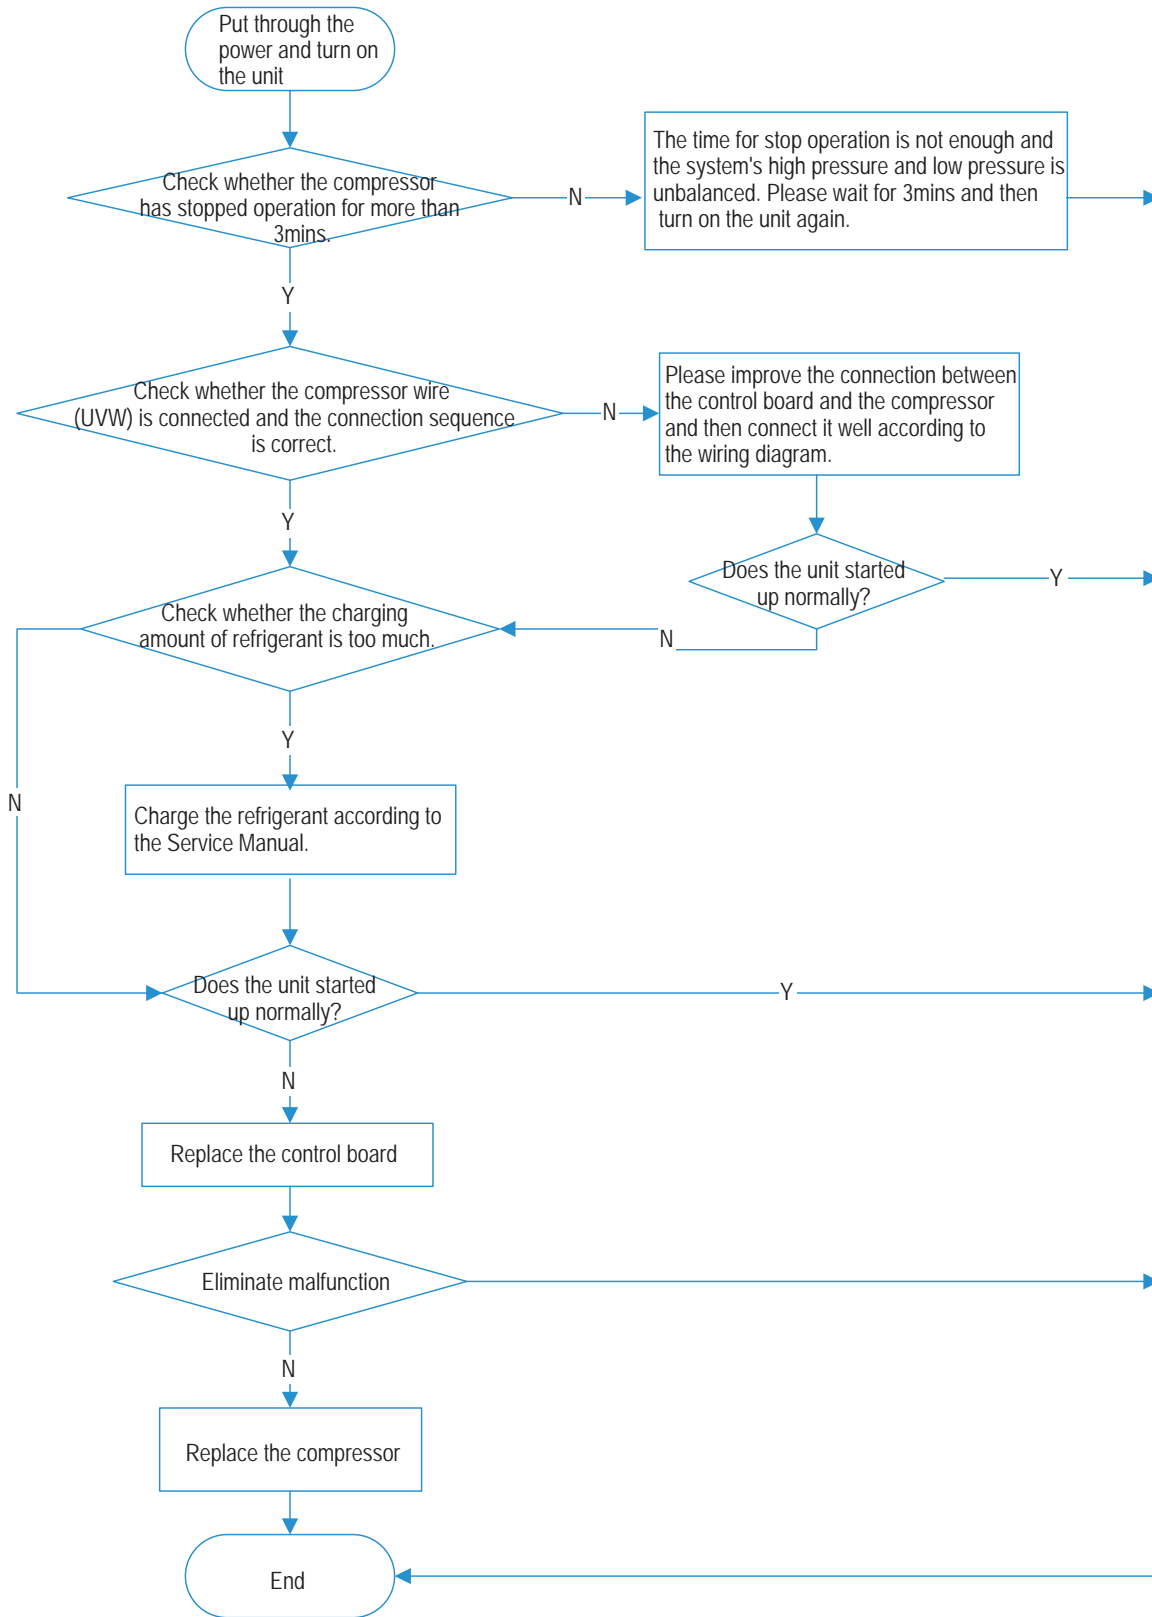 Put through the
power and turn on
the unit
Check whether the compressor
has stopped operation for more than
3mins.
N
The time for stop operation is not enough and
the system's high pressure and low pressure is
unbalanced. Please wait for 3mins and then
turn on the unit again.
Y
Check whether the compressor wire
(UVW) is connected and the connection sequence
is correct.
N
Please improve the connection between
the control board and the compressor
and then connect it well according to
the wiring diagram.
Y
Does the unit started
up normally?
Y
Check whether the charging
amount of refrigerant is too much.
N
Y
N
Charge the refrigerant according to
the Service Manual.
Does the unit started
up normally?
Y
N
Replace the control board
Eliminate malfunction
N
Replace the compressor
End